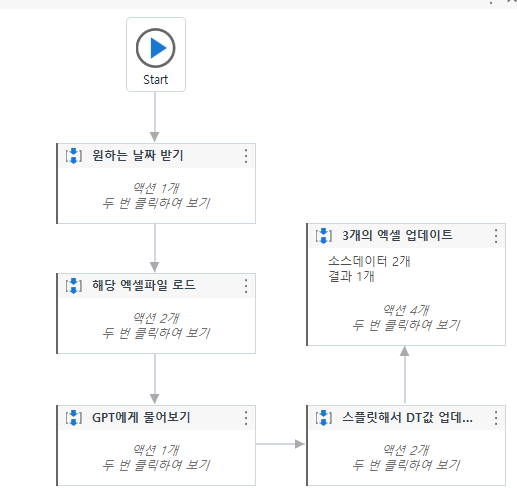 Start
원하는 날짜 받기
액션 1개
두 번 클릭하여 보기
해당 엑셀파일 로드
액션 2개
두 번 클릭하여 보기
GPT에게 물어보기
액션 1개
두 번 클릭하여 보기
3개의 엑셀 업데이트
소스데이터 2개
결과 1개
액션 4개
두 번 클릭하여 보기
스플릿해서 DT값 업데...
액션 2개
두 번 클릭하여 보기